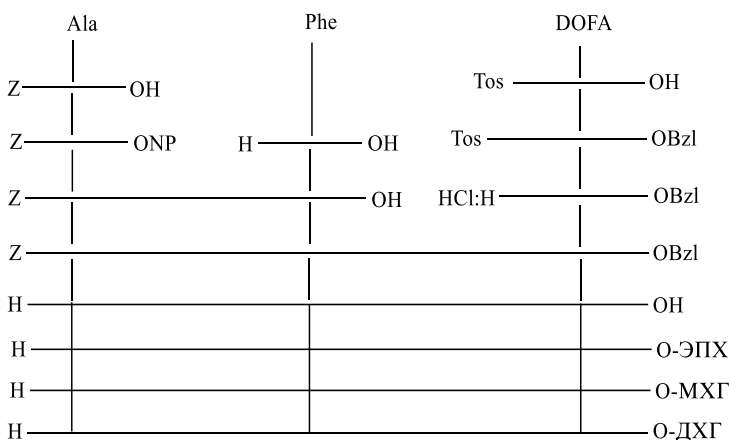 Ala Phe DOFA
Z OH Tos OH
Z ONP H OH Tos OBzl
Z OH HCl:H OBzl
Z OBzl
H OH
H О-ЭПХ
H О-МХГ
H О-ДХГ